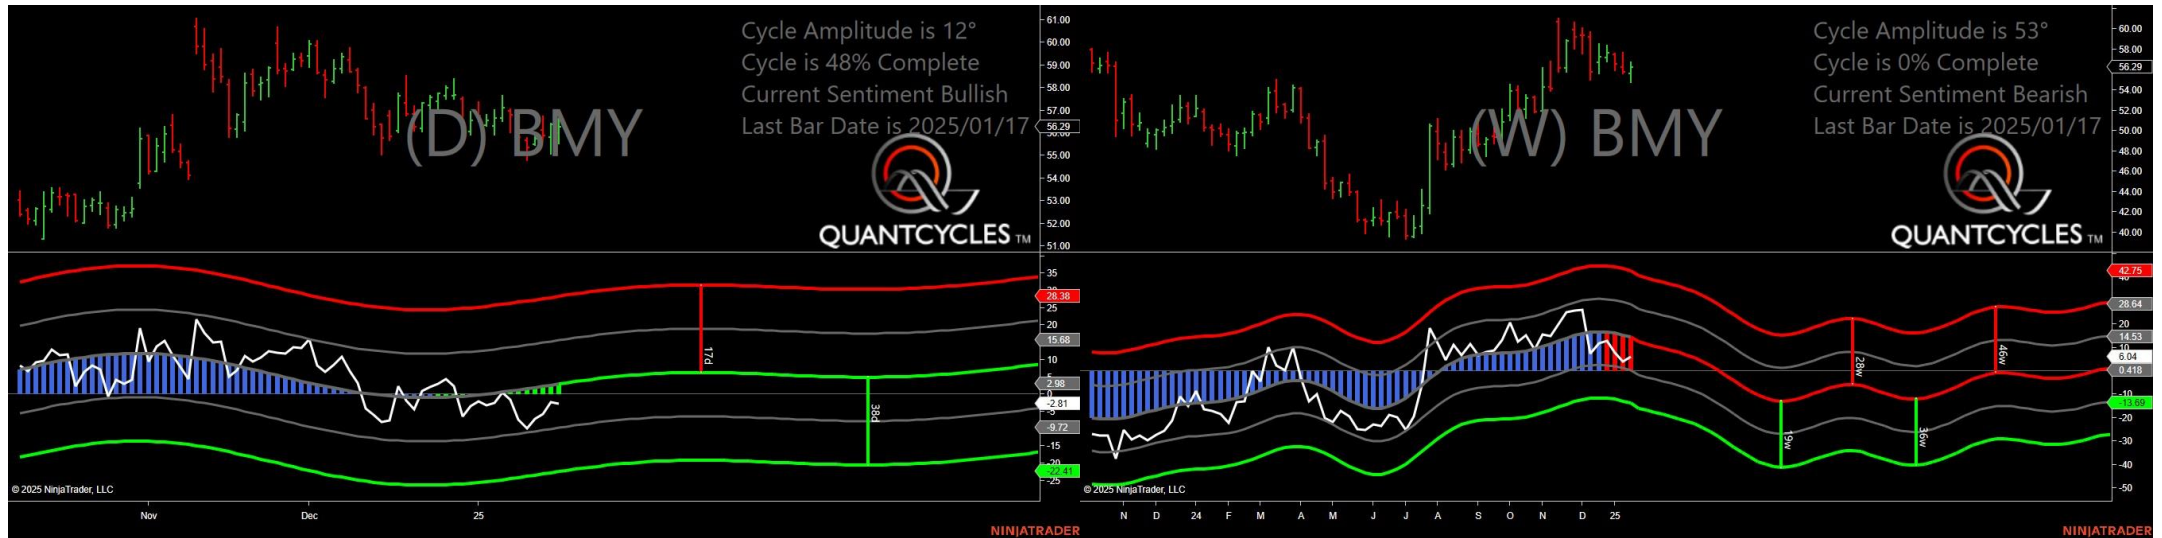 Cycle Amplitude is 12°
Cycle is 48% Complete
Current Sentiment Bullish
Last Bar Date is 2025/01/17
(D) BMY
QUANTCYCLES TM
61.00
60.00
59.00
58.00
57.00
56.29
55.00
54.00
53.00
52.00
51.00
35
28.38
25
20
15.68
10
5
2.98
0
-2.81
-5
-9.72
-15
-20
-22.41
-25
17d
38d
© 2025 NinjaTrader, LLC
Nov Dec 25
NINJATRADER
Cycle Amplitude is 53°
Cycle is 0% Complete
Current Sentiment Bearish
Last Bar Date is 2025/01/17
(W) BMY
QUANTCYCLES TM
60.00
58.00
56.29
54.00
52.00
50.00
48.00
46.00
44.00
42.00
40.00
42.75
28.64
20
14.53
10
6.04
0.418
-10
-13.69
-20
-30
-40
-50
19w
28w
36w
46w
© 2025 NinjaTrader, LLC
N D 24 F M A M J J A S O N D 25
NINJATRADER